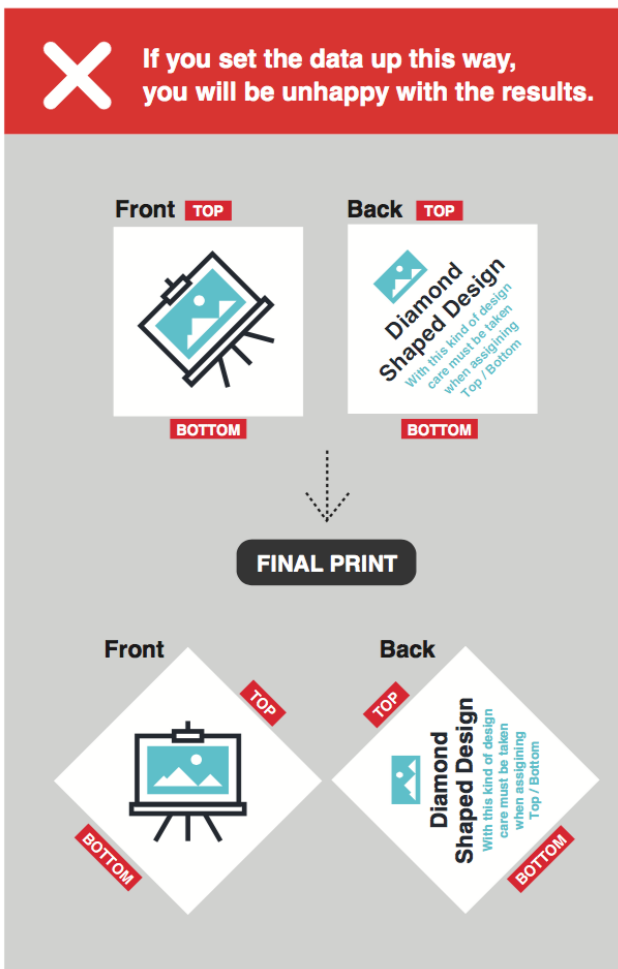 If you set the data up this way,
you will be unhappy with the results.
Front TOP
Back TOP
Diamond
Shaped Design
With this kind of design
care must be taken
when assigining
Top / Bottom
BOTTOM
BOTTOM
FINAL PRINT
Front
Back
TOP
BOTTOM
TOP
Diamond
Shaped Design
With this kind of design
care must be taken
when assigining
Top / Bottom
BOTTOM